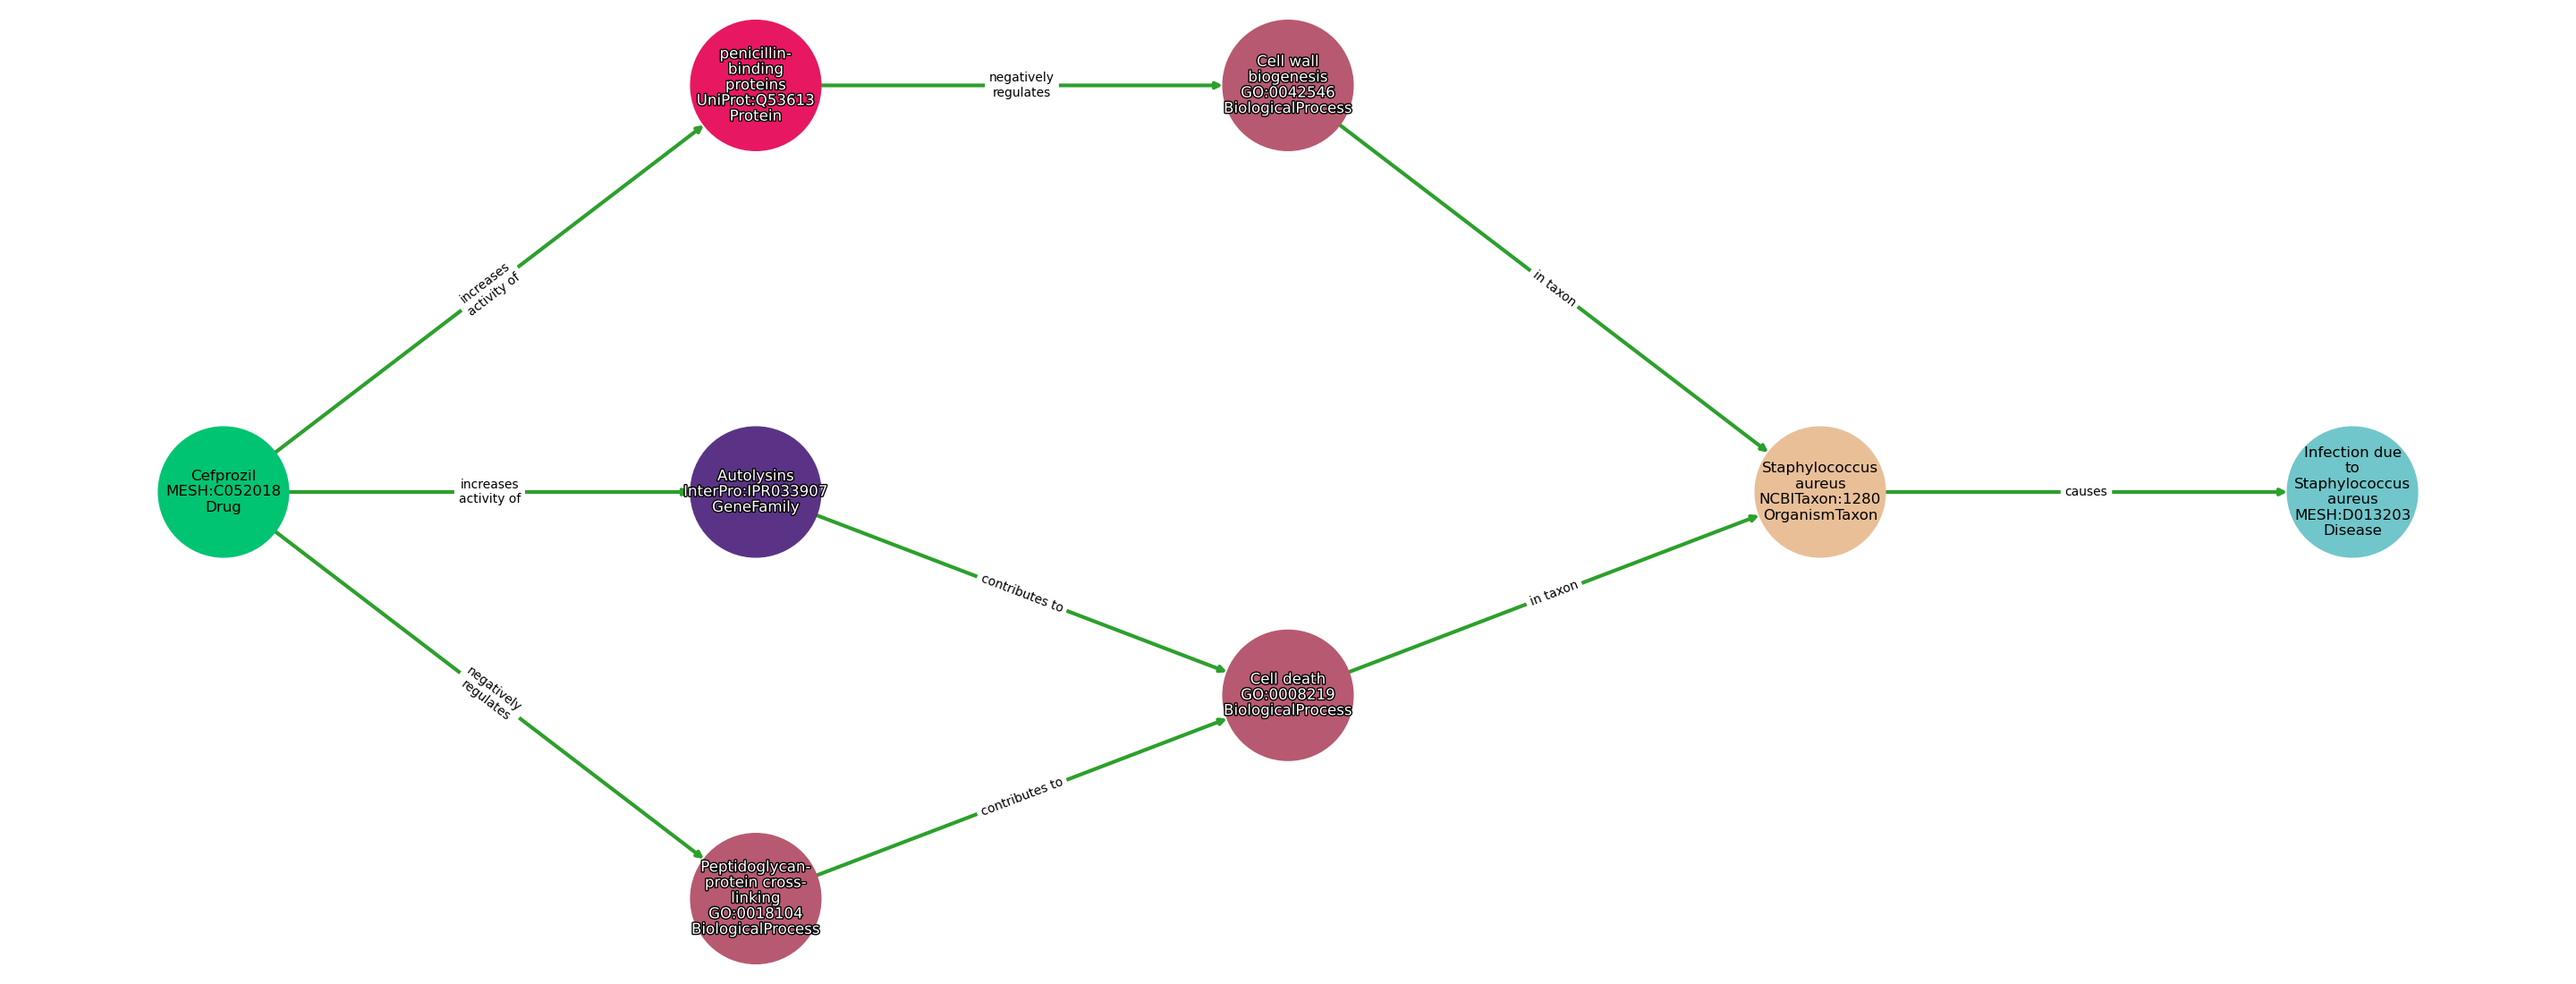 penicillin-
binding
proteins
UniProt:Q53613
Protein
negatively
regulates
Cell wall
biogenesis
GO:0042546
BiologicalProcess
increases
activity of
in taxon
Cefprozil
MESH:C052018
Drug
increases
activity of
Autolysins
InterPro:IPR033907
GeneFamily
Staphylococcus
aureus
NCBITaxon:1280
OrganismTaxon
causes
Infection due
to
Staphylococcus
aureus
MESH:D013203
Disease
contributes to
in taxon
negatively
regulates
Cell death
GO:0008219
BiologicalProcess
contributes to
Peptidoglycan-
protein cross-
linking
GO:0018104
BiologicalProcess